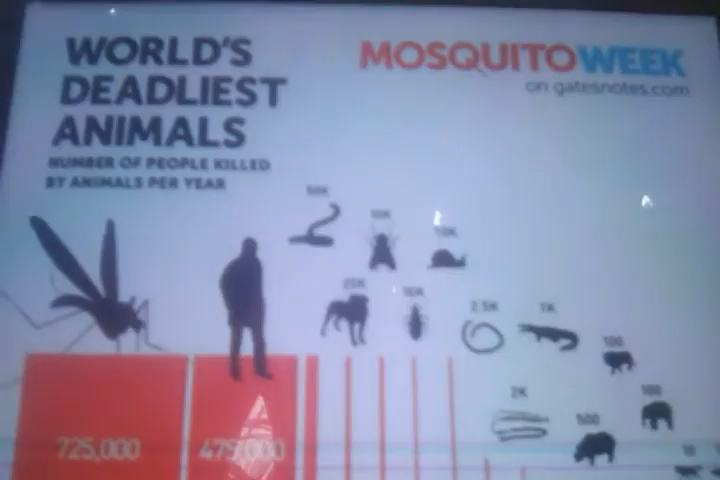 WORLD'S
DEADLIEST
ANIMALS
NUMBER OF PEOPLE KILLED
BY ANIMALS PER YEAR
MOSQUITOWEEK
on gatesnotes.com
50K
10K
10K
25K
10K
2.5K
1K
100
2K
500
100
10
725,000
475,000